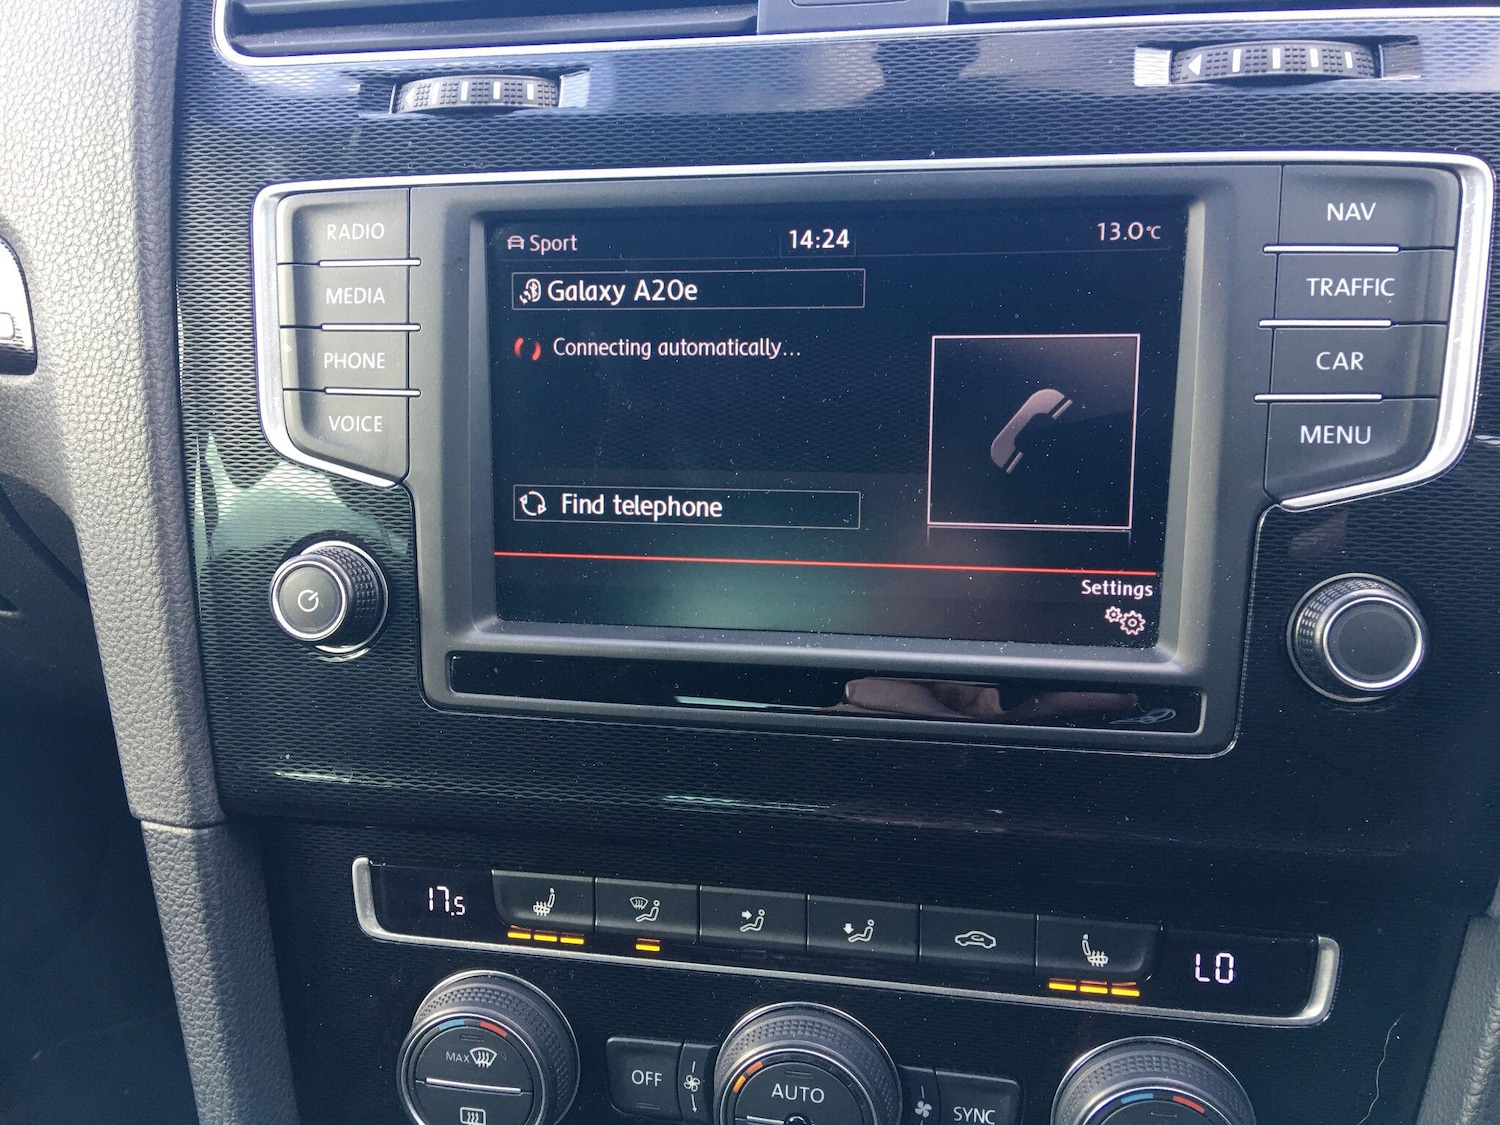 RADIO
MEDIA
PHONE
VOICE
Sport
14:24
13.0°C
Galaxy A20e
Connecting automatically...
Find telephone
Settings
NAV
TRAFFIC
CAR
MENU
17.5
LO
MAX
OFF
AUTO
SYNC